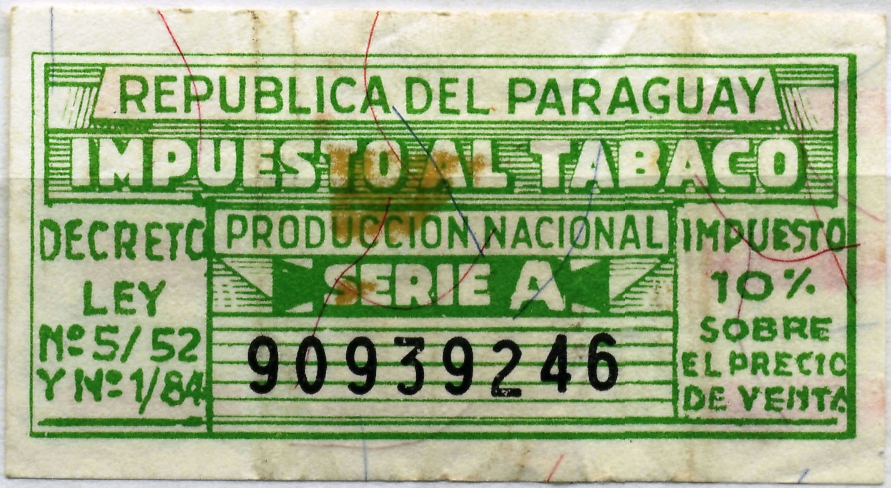 REPUBLICA DEL PARAGUAY
IMPUESTO AL TABACO
DECRETO
LEY
Nº 5/52
Y Nº 1/84
PRODUCCION NACIONAL
SERIE A
90939246
IMPUESTO
10%
SOBRE
EL PRECIO
DE VENTA